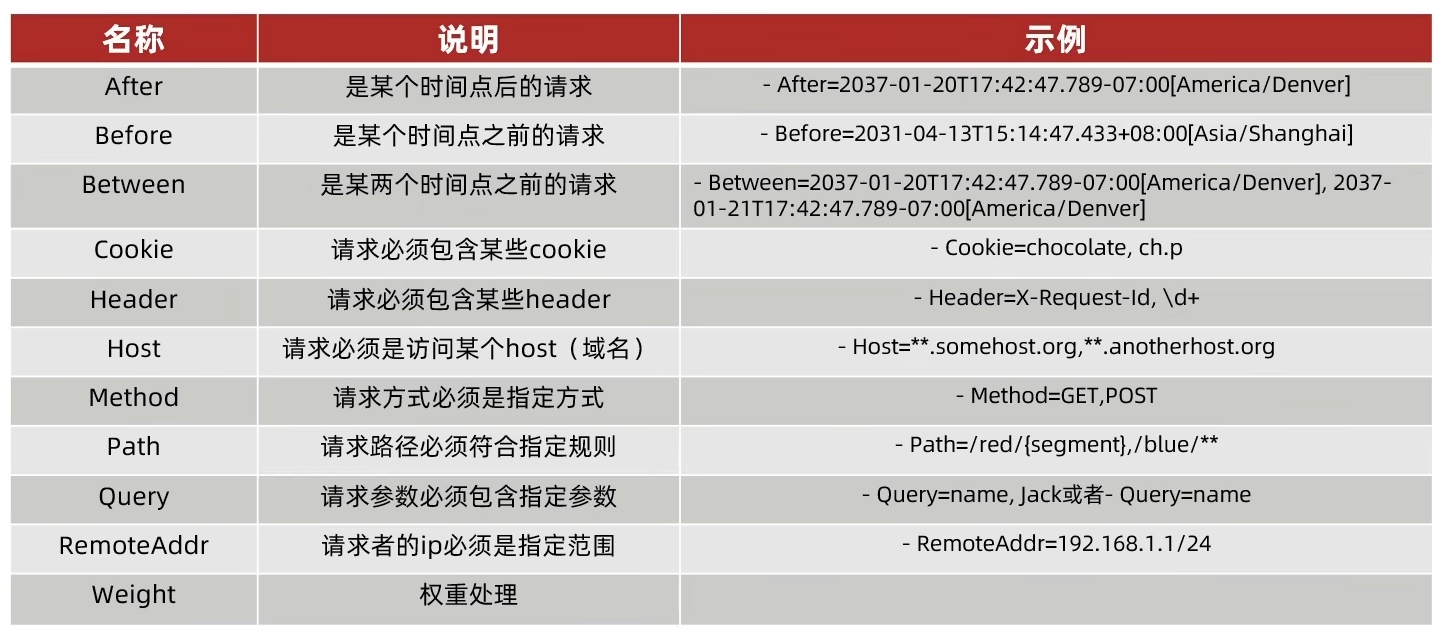 名称 说明 示例
After 是某个时间点后的请求 - After=2037-01-20T17:42:47.789-07:00[America/Denver]
Before 是某个时间点之前的请求 - Before=2031-04-13T15:14:47.433+08:00[Asia/Shanghai]
Between 是某两个时间点之前的请求 - Between=2037-01-20T17:42:47.789-07:00[America/Denver], 2037-
01-21T17:42:47.789-07:00[America/Denver]
Cookie 请求必须包含某些cookie - Cookie=chocolate, ch.p
Header 请求必须包含某些header - Header=X-Request-Id, \d+
Host 请求必须是访问某个host（域名） - Host=**.somehost.org,**.anotherhost.org
Method 请求方式必须是指定方式 - Method=GET,POST
Path 请求路径必须符合指定规则 - Path=/red/{segment},/blue/**
Query 请求参数必须包含指定参数 - Query=name, Jack或者- Query=name
RemoteAddr 请求者的ip必须是指定范围 - RemoteAddr=192.168.1.1/24
Weight 权重处理